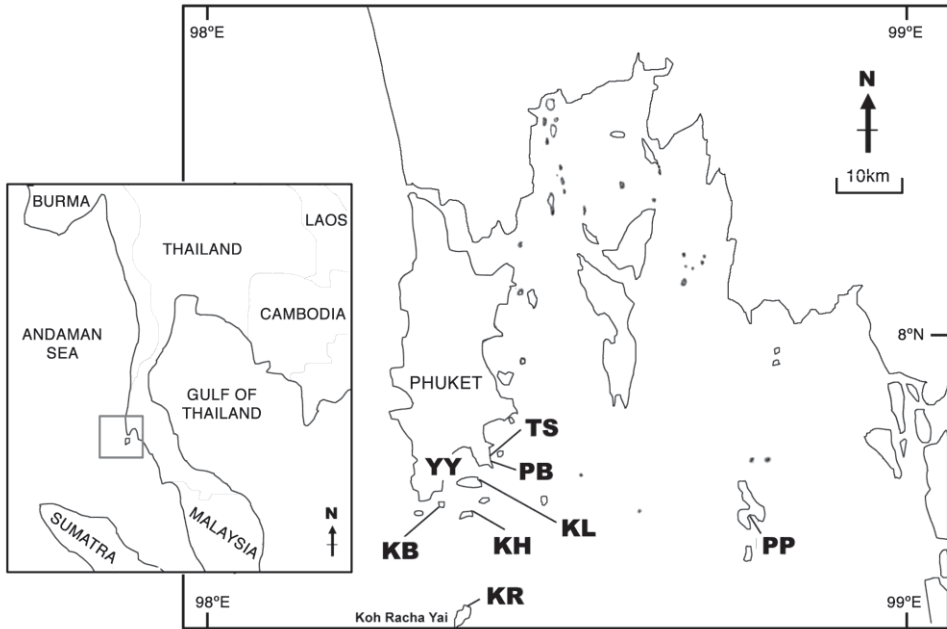 98°E
99°E
N
10km
BURMA
LAOS
THAILAND
CAMBODIA
ANDAMAN
SEA
GULF OF
THAILAND
SUMATRA
MALAYSIA
N
8°N
PHUKET
TS
YY
PB
KL
KB
KH
PP
KR
Koh Racha Yai
98°E
99°E